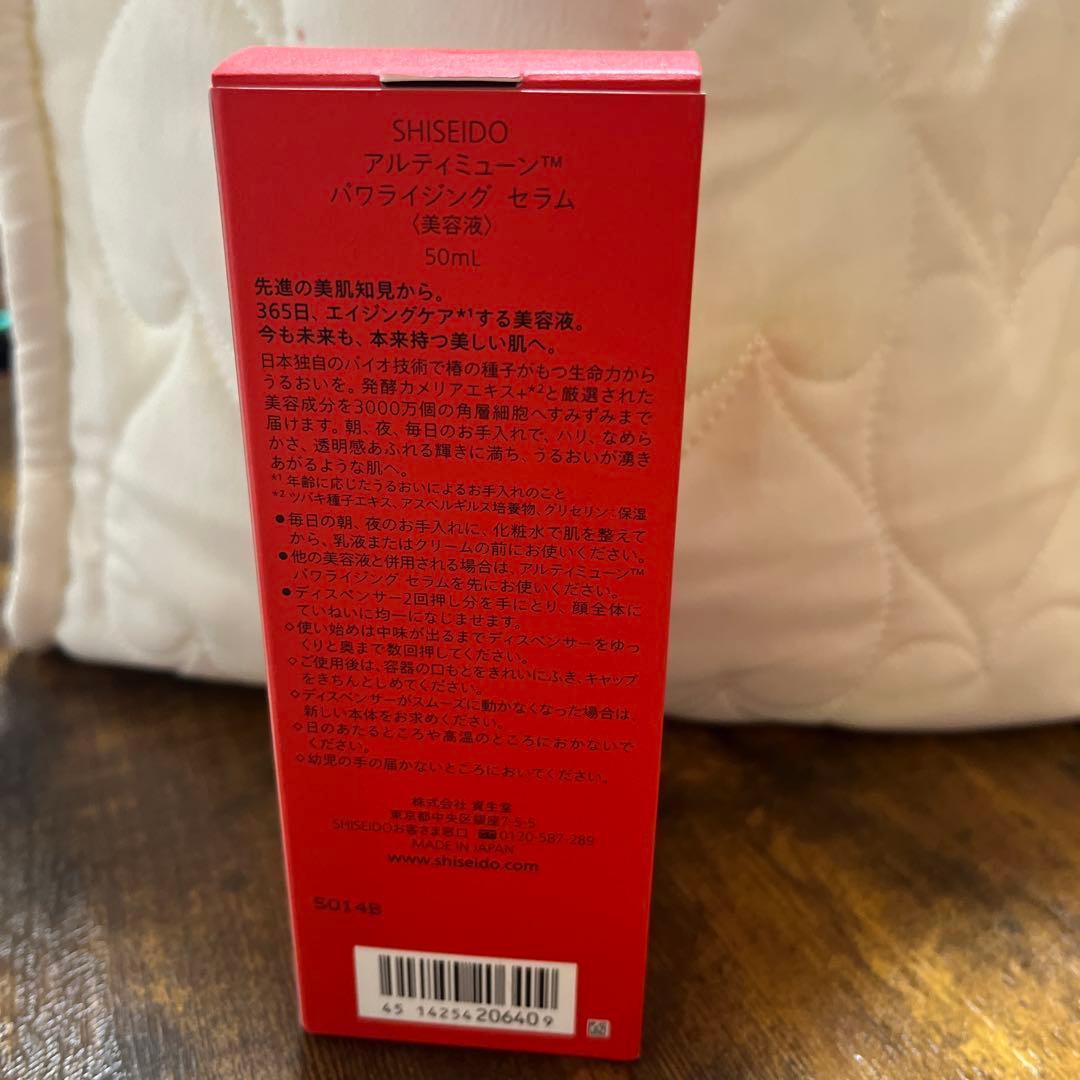 SHISEIDO
アルティミューン™
パワライジング セラム
〈美容液〉
50mL
先進の美肌知見から。
365日、エイジングケア*1する美容液。
今も未来も、本来持つ美しい肌へ。
日本独自のバイオ技術で椿の種子がもつ生命力から
うるおいを。発酵カメリアエキス+*2と厳選された
美容成分を3000万個の角層細胞へすみずみまで
届けます。朝、夜、毎日のお手入れで、ハリ、なめら
かさ、透明感あふれる輝きに満ち、うるおいが湧き
あがるような肌へ。
*1 年齢に応じたうるおいによるお手入れのこと
*2 ツバキ種子エキス、アスペルギルス培養物、グリセリン：保湿
●毎日の朝、夜のお手入れに、化粧水で肌を整えて
から、乳液またはクリームの前にお使いください。
●他の美容液と併用される場合は、アルティミューン™
パワライジング セラムを先にお使いください。
●ディスペンサー2回押し分を手にとり、顔全体に
ていねいに均一になじませます。
◇使い始めは中味が出るまでディスペンサーをゆっ
くりと奥まで数回押してください。
◇ご使用後は、容器の口もとをきれいにふき、キャップ
をきちんとしめてください。
◇ディスペンサーがスムーズに動かなくなった場合は、
新しい本体をお求めください。
◇日のあたるところや高温のところにおかないで
ください。
◇幼児の手の届かないところにおいてください。
株式会社 資生堂
東京都中央区銀座7-5-5
SHISEIDOお客さま窓口 0120-587-289
MADE IN JAPAN
www.shiseido.com
5014B
45 14254 206409